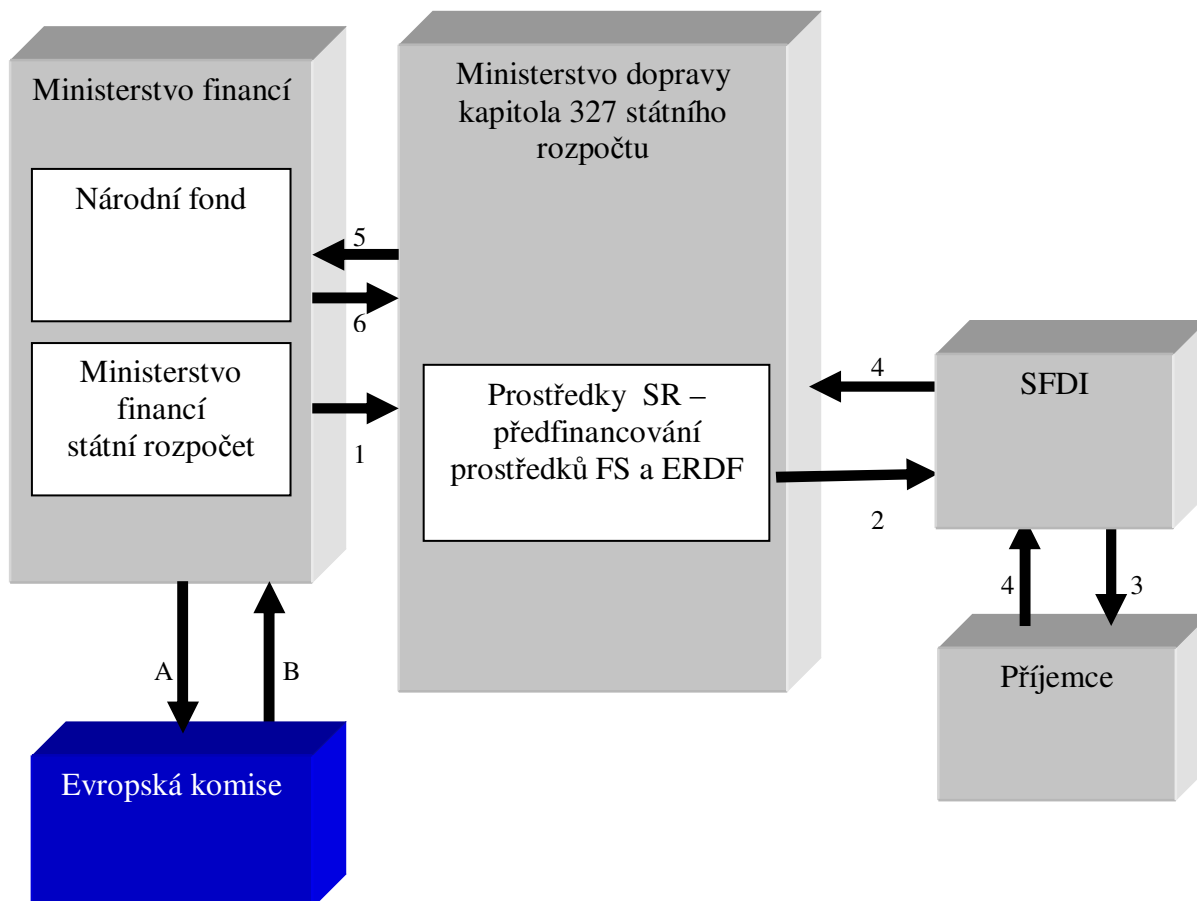 Ministerstvo financí
Národní fond
Ministerstvo
financí
státní rozpočet
Ministerstvo dopravy
kapitola 327 státního
rozpočtu
5
6
1
Prostředky SR –
předfinancování
prostředků FS a ERDF
4
2
SFDI
4
3
Příjemce
A
B
Evropská komise